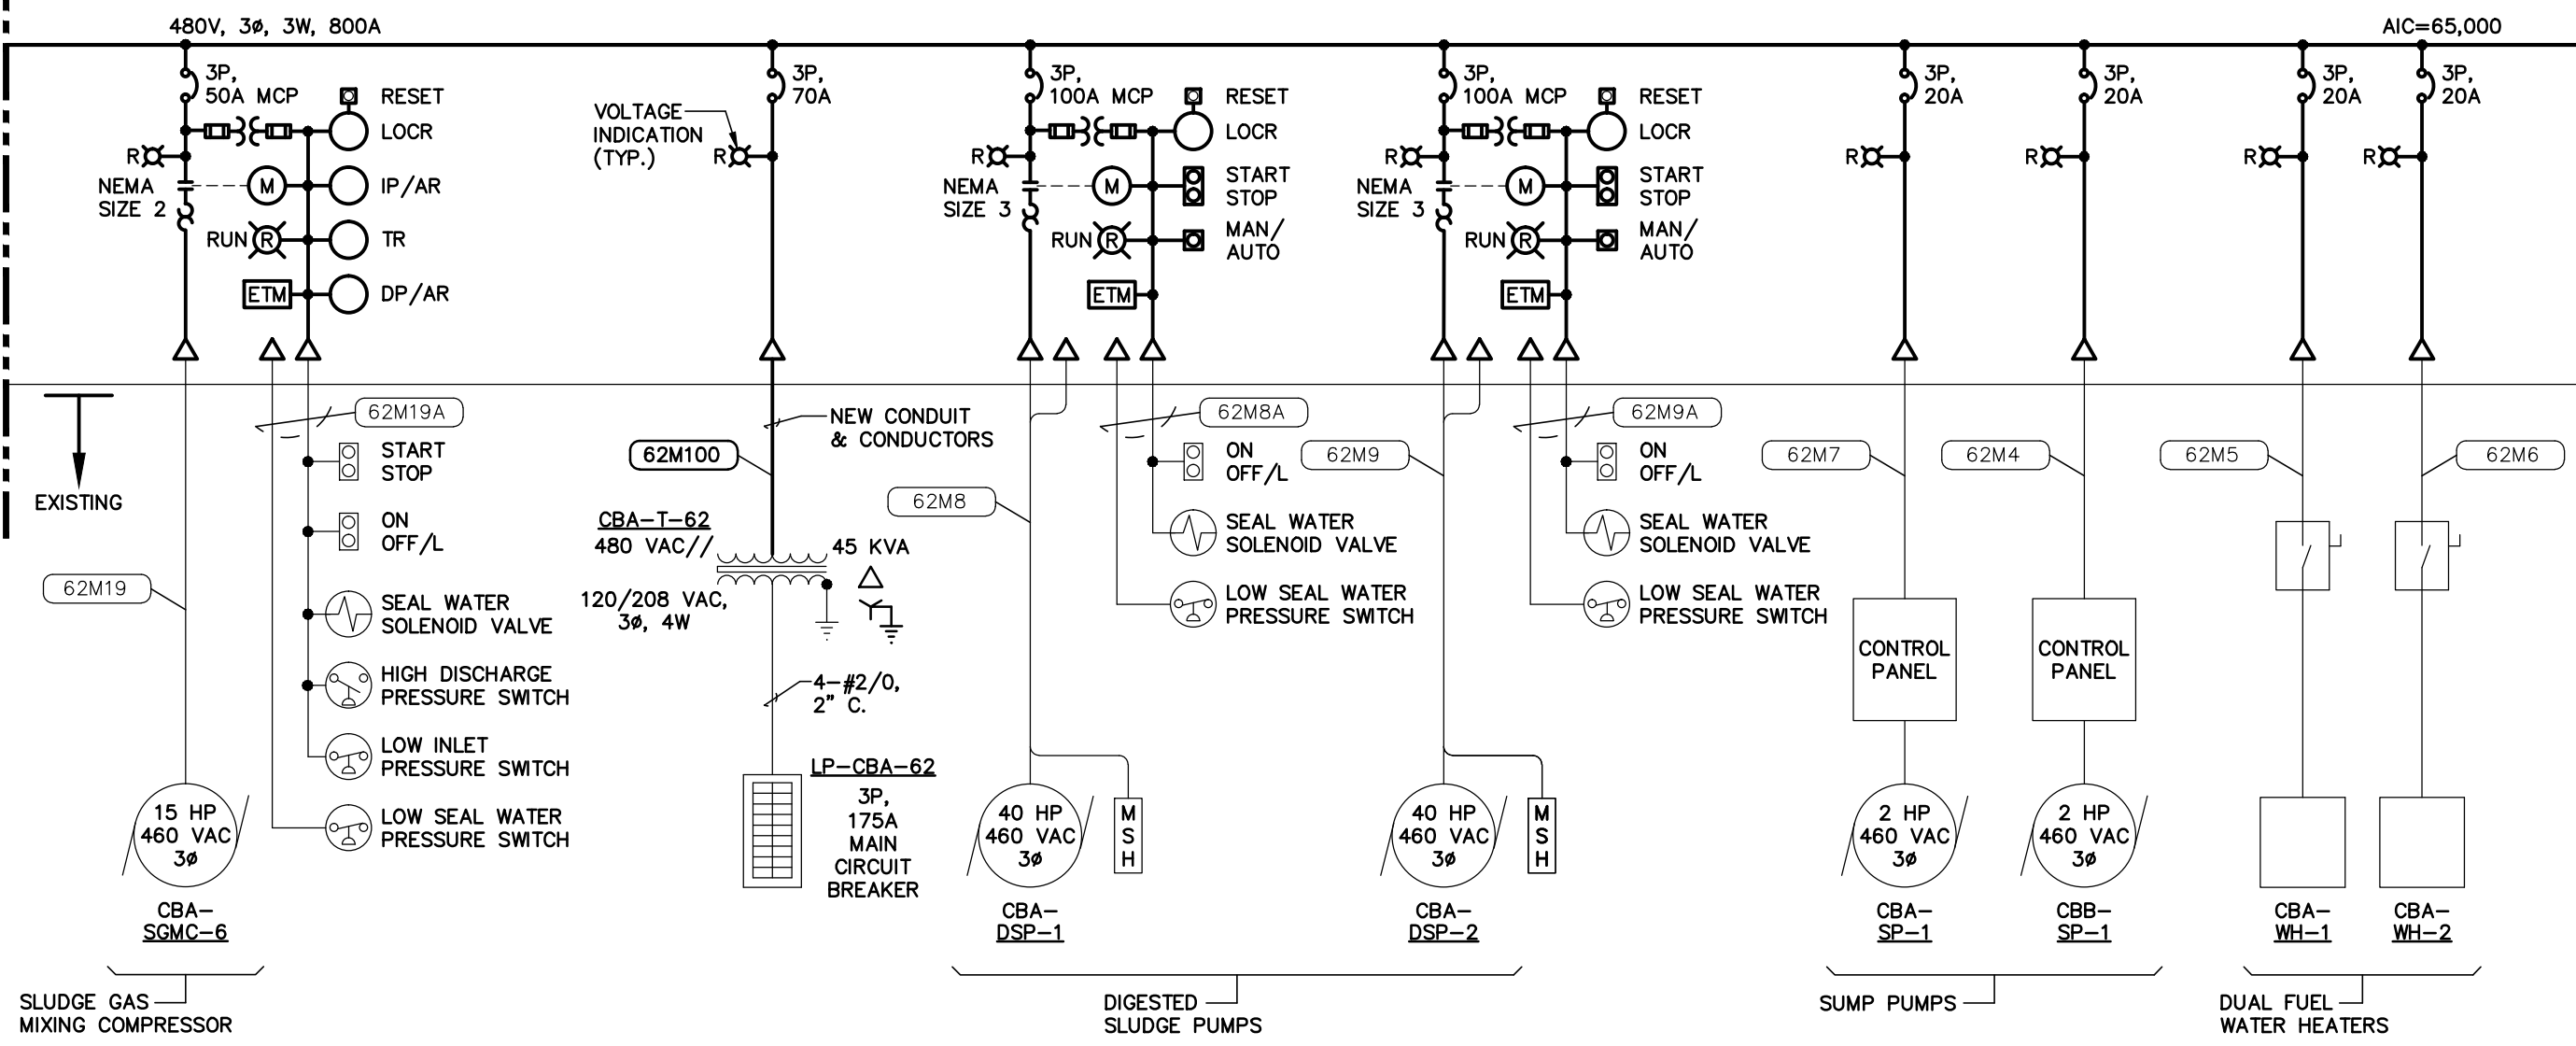 480V, 3ø, 3W, 800A
AIC=65,000
3P,
50A MCP
RESET
LOCR
R
NEMA
SIZE 2
M
IP/AR
RUN
R
TR
ETM
DP/AR
VOLTAGE
INDICATION
(TYP.)
R
3P,
70A
3P,
100A MCP
RESET
LOCR
R
NEMA
SIZE 3
M
START
STOP
RUN
R
MAN/
AUTO
ETM
3P,
100A MCP
RESET
LOCR
R
NEMA
SIZE 3
M
START
STOP
RUN
R
MAN/
AUTO
ETM
3P,
20A
R
3P,
20A
R
3P,
20A
R
3P,
20A
R
EXISTING
62M19A
START
STOP
ON
OFF/L
62M19
SEAL WATER
SOLENOID VALVE
HIGH DISCHARGE
PRESSURE SWITCH
LOW INLET
PRESSURE SWITCH
LOW SEAL WATER
PRESSURE SWITCH
15 HP
460 VAC
3ø
CBA-
SGMC-6
SLUDGE GAS
MIXING COMPRESSOR
NEW CONDUIT
& CONDUCTORS
62M100
CBA-T-62
480 VAC//
45 KVA
120/208 VAC,
3ø, 4W
4-#2/0,
2" C.
LP-CBA-62
3P,
175A
MAIN
CIRCUIT
BREAKER
62M8A
ON
OFF/L
62M8
SEAL WATER
SOLENOID VALVE
LOW SEAL WATER
PRESSURE SWITCH
40 HP
460 VAC
3ø
M
S
H
CBA-
DSP-1
62M9A
62M9
ON
OFF/L
SEAL WATER
SOLENOID VALVE
LOW SEAL WATER
PRESSURE SWITCH
40 HP
460 VAC
3ø
M
S
H
CBA-
DSP-2
DIGESTED
SLUDGE PUMPS
62M7
CONTROL
PANEL
2 HP
460 VAC
3ø
CBA-
SP-1
62M4
CONTROL
PANEL
2 HP
460 VAC
3ø
CBB-
SP-1
SUMP PUMPS
62M5
CBA-
WH-1
62M6
CBA-
WH-2
DUAL FUEL
WATER HEATERS